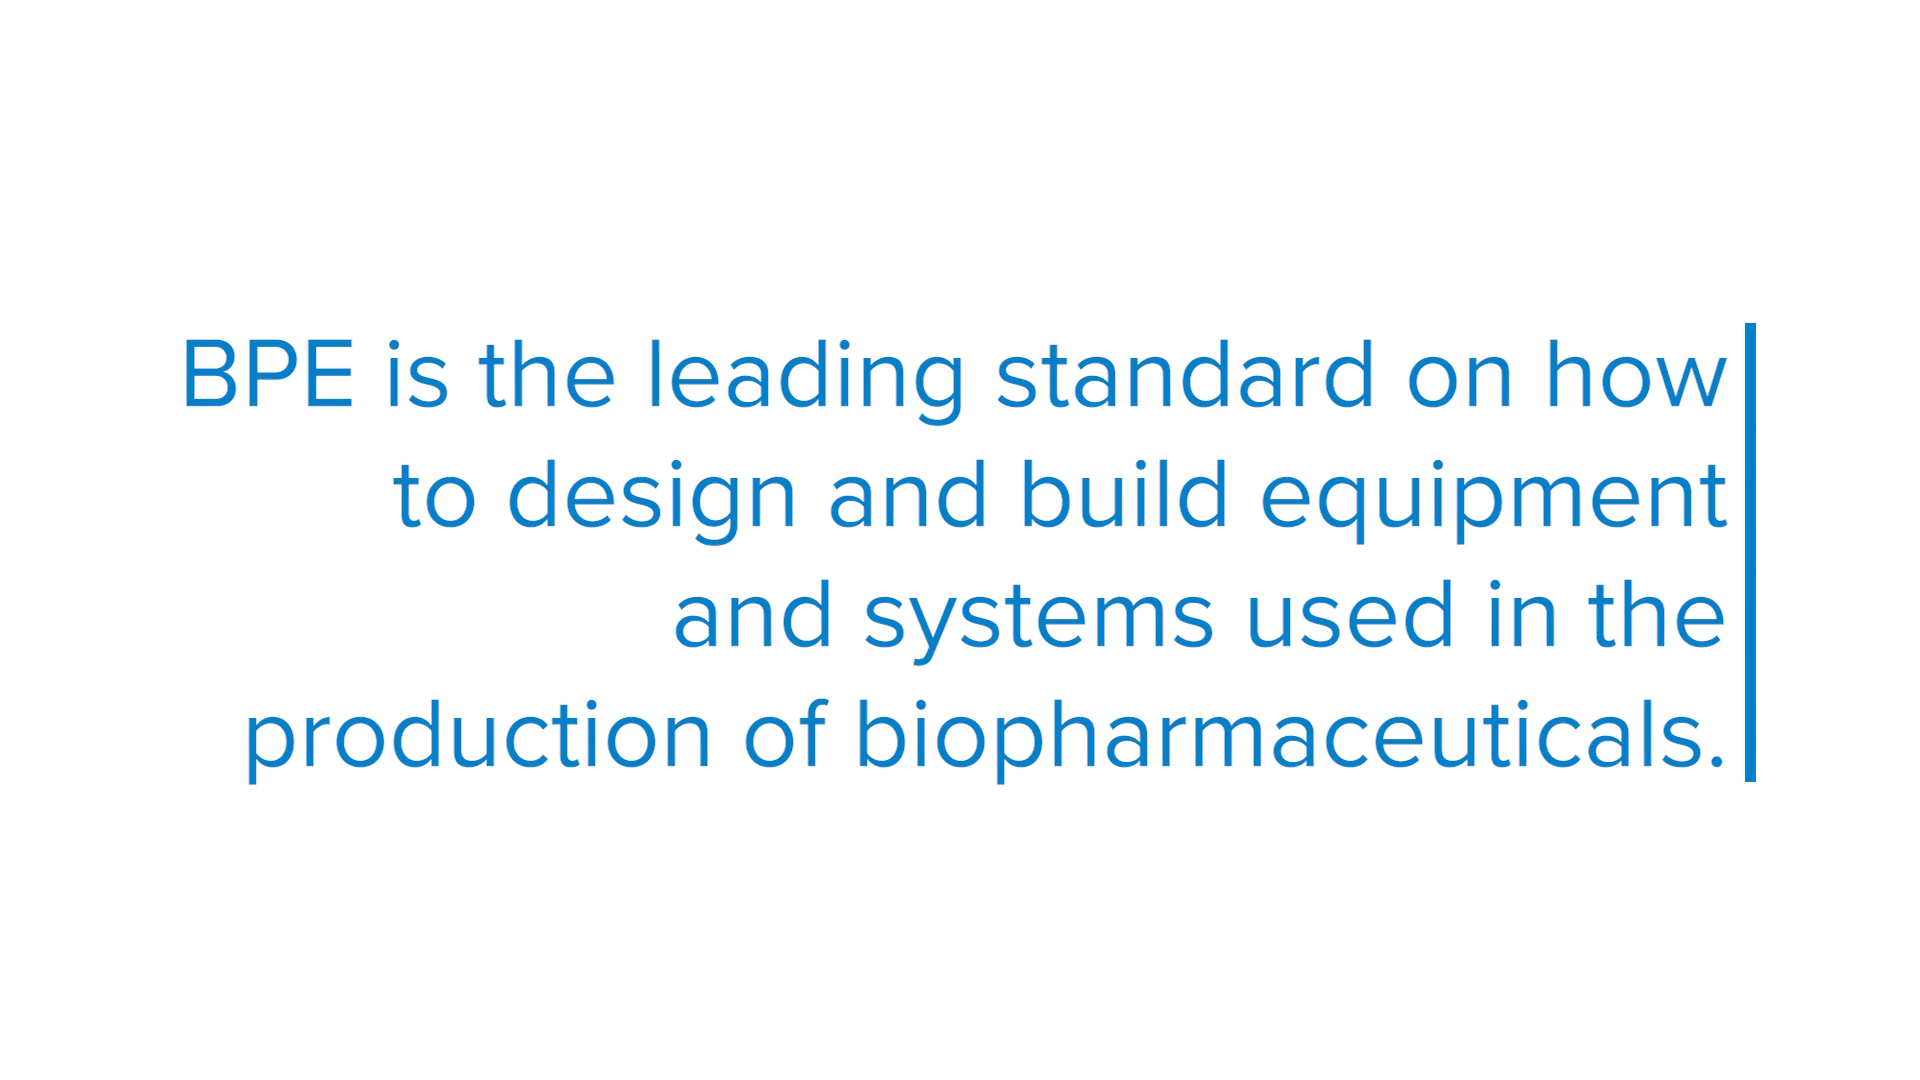 BPE is the leading standard on how
to design and build equipment
and systems used in the
production of biopharmaceuticals.